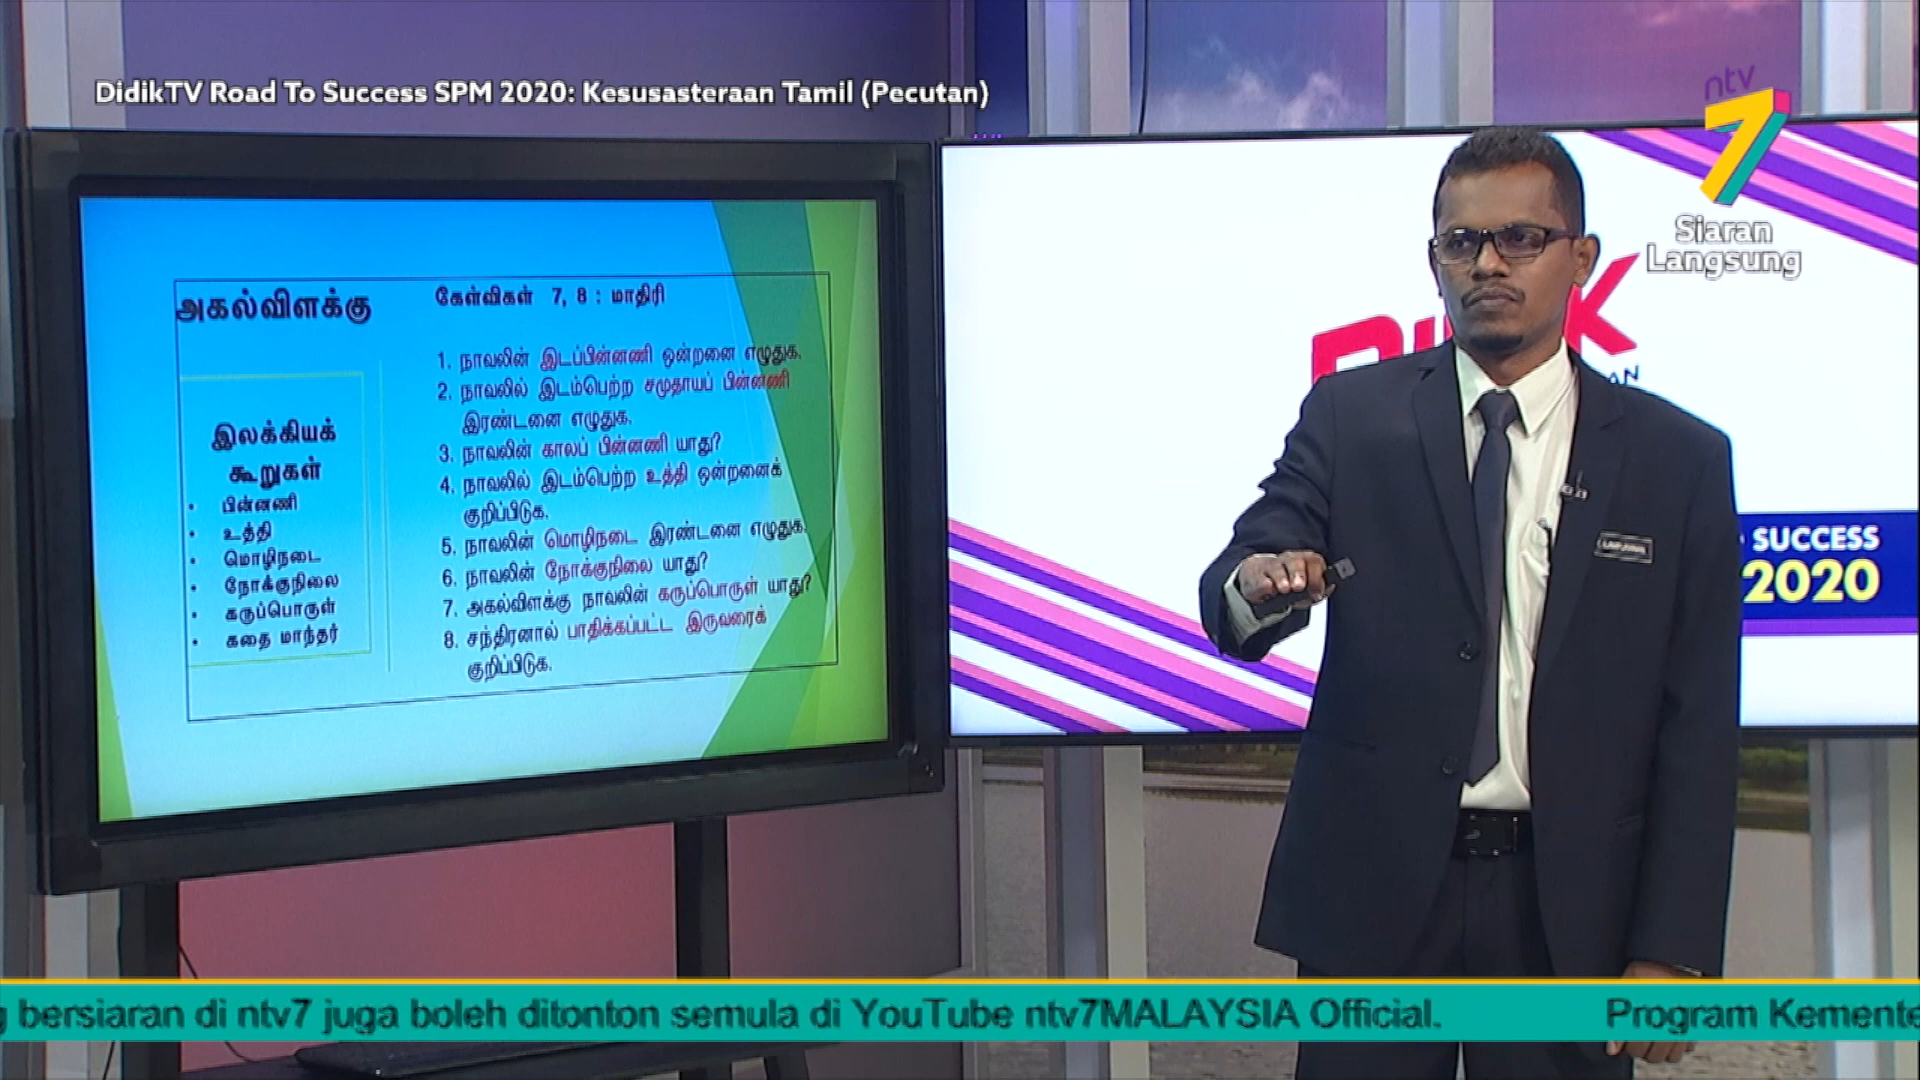 DidikTV Road To Success SPM 2020: Kesusasteraan Tamil (Pecutan)
ntv
7
Siaran
Langsung
அகல்விளக்கு
இலக்கியக்
கூறுகள்
• பின்னணி
• உத்தி
• மொழிநடை
• நோக்குநிலை
• கருப்பொருள்
• கதை மாந்தர்
கேள்விகள் 7, 8 : மாதிரி
1. நாவலின் இடப்பின்னணி ஒன்றனை எழுதுக.
2. நாவலில் இடம்பெற்ற சமுதாயப் பின்னணி
இரண்டனை எழுதுக.
3. நாவலின் காலப் பின்னணி யாது?
4. நாவலில் இடம்பெற்ற உத்தி ஒன்றனைக்
குறிப்பிடுக.
5. நாவலின் மொழிநடை இரண்டனை எழுதுக.
6. நாவலின் நோக்குநிலை யாது?
7. அகல்விளக்கு நாவலின் கருப்பொருள் யாது?
8. சந்திரனால் பாதிக்கப்பட்ட இருவரைக்
குறிப்பிடுக.
SUCCESS
2020
bersiaran di ntv7 juga boleh ditonton semula di YouTube ntv7MALAYSIA Official. Program